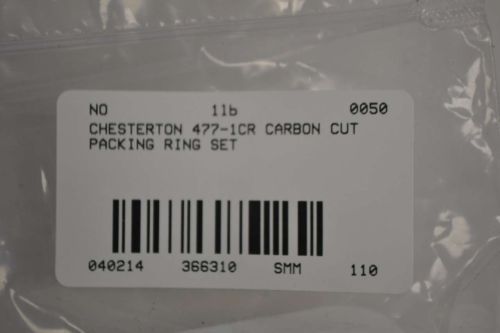 NO 11b 0050
CHESTERTON 477-1CR CARBON CUT
PACKING RING SET
040214 366310 SMM 110